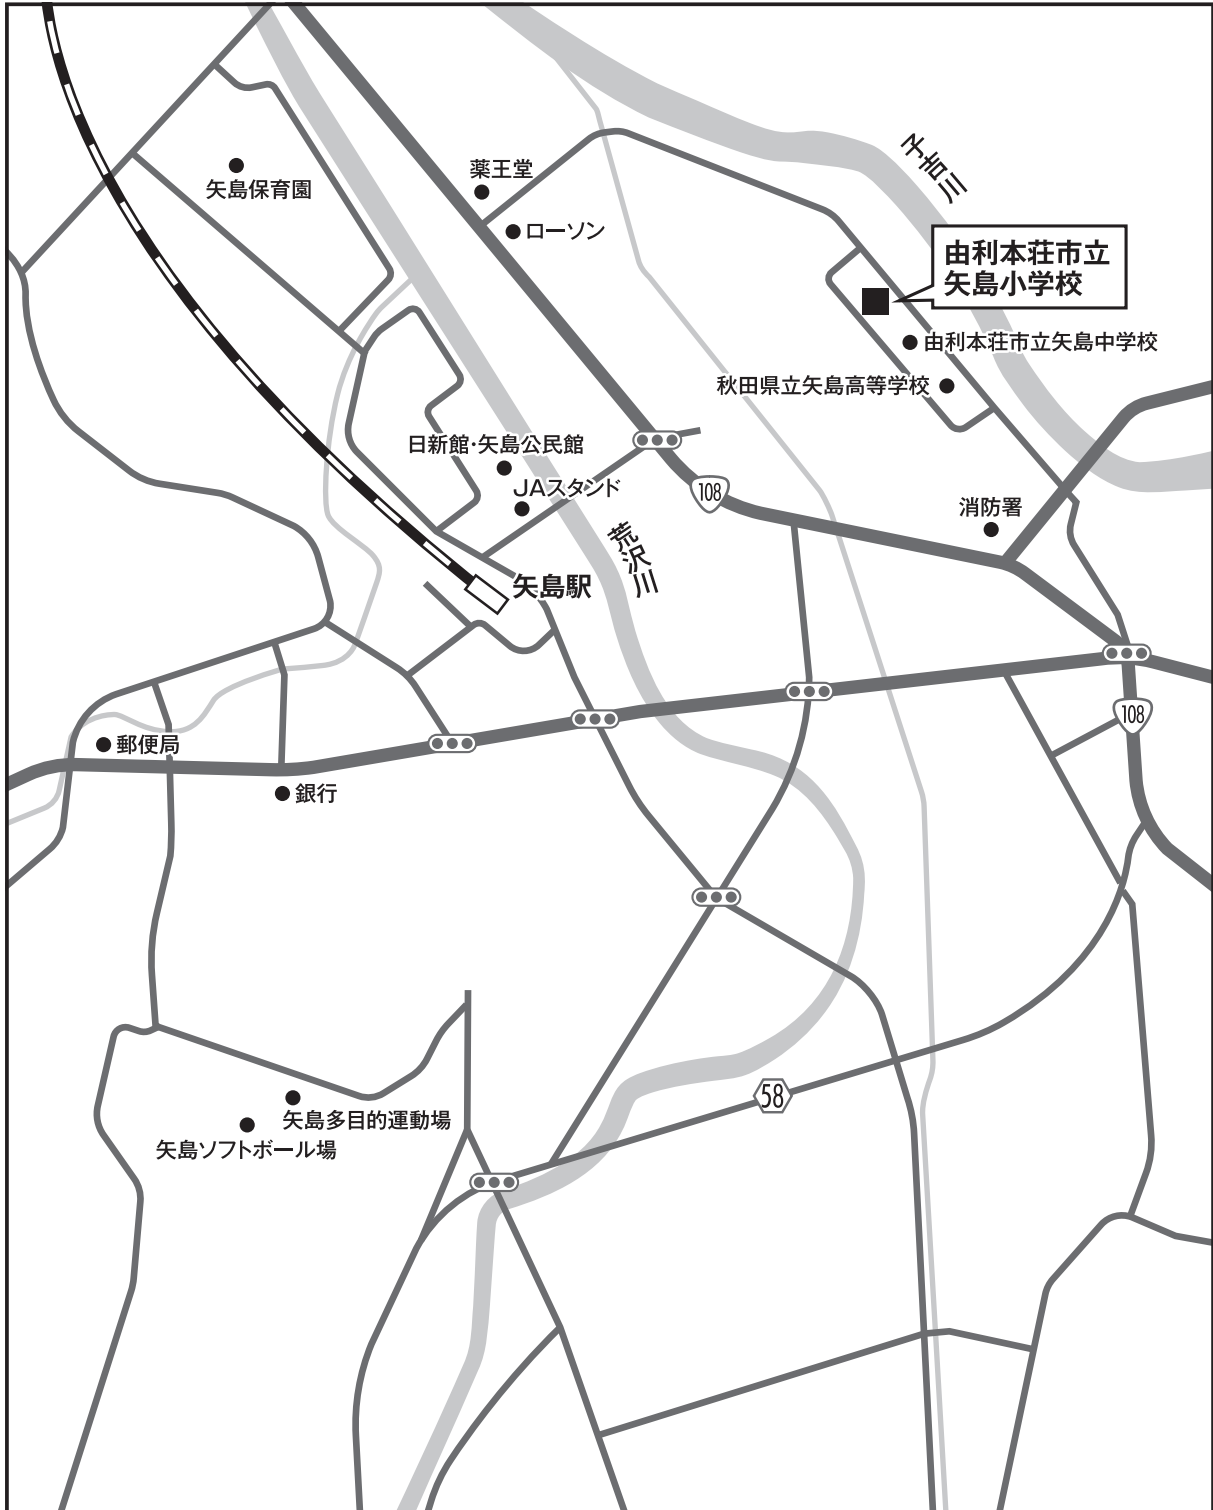 子吉川
薬王堂
矢島保育園
ローソン
由利本荘市立
矢島小学校
由利本荘市立矢島中学校
秋田県立矢島高等学校
日新館・矢島公民館
JAスタンド
108
消防署
荒沢川
矢島駅
108
郵便局
銀行
58
矢島多目的運動場
矢島ソフトボール場